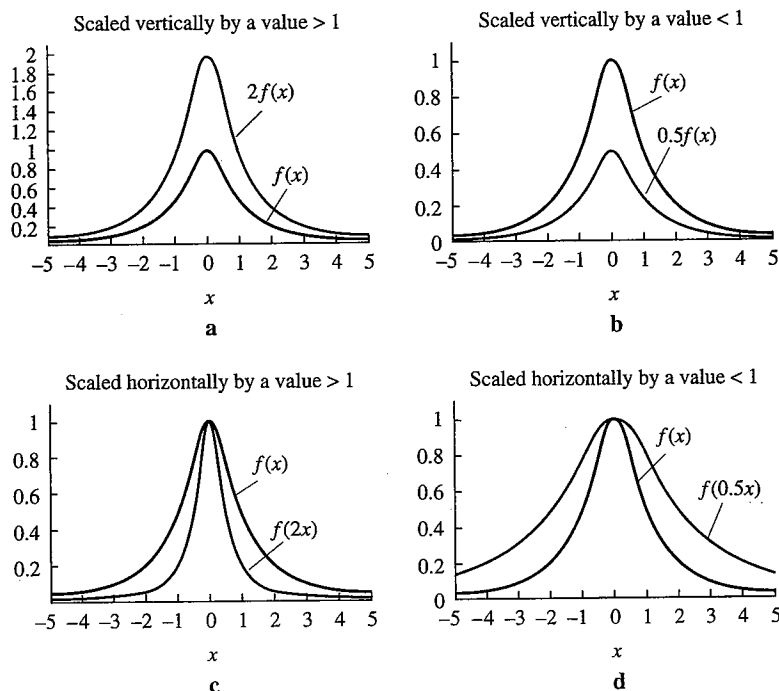 Scaled vertically by a value > 1
2
1.8
1.6
1.4
1.2
1
0.8
0.6
0.4
0.2
2f(x)
f(x)
–5 –4 –3 –2 –1 0 1 2 3 4 5
x
a
Scaled vertically by a value < 1
1
0.8
0.6
0.4
0.2
0
f(x)
0.5f(x)
–5 –4 –3 –2 –1 0 1 2 3 4 5
x
b
Scaled horizontally by a value > 1
1
0.8
0.6
0.4
0.2
f(x)
f(2x)
–5 –4 –3 –2 –1 0 1 2 3 4 5
x
c
Scaled horizontally by a value < 1
1
0.8
0.6
0.4
0.2
0
f(x)
f(0.5x)
–5 –4 –3 –2 –1 0 1 2 3 4 5
x
d